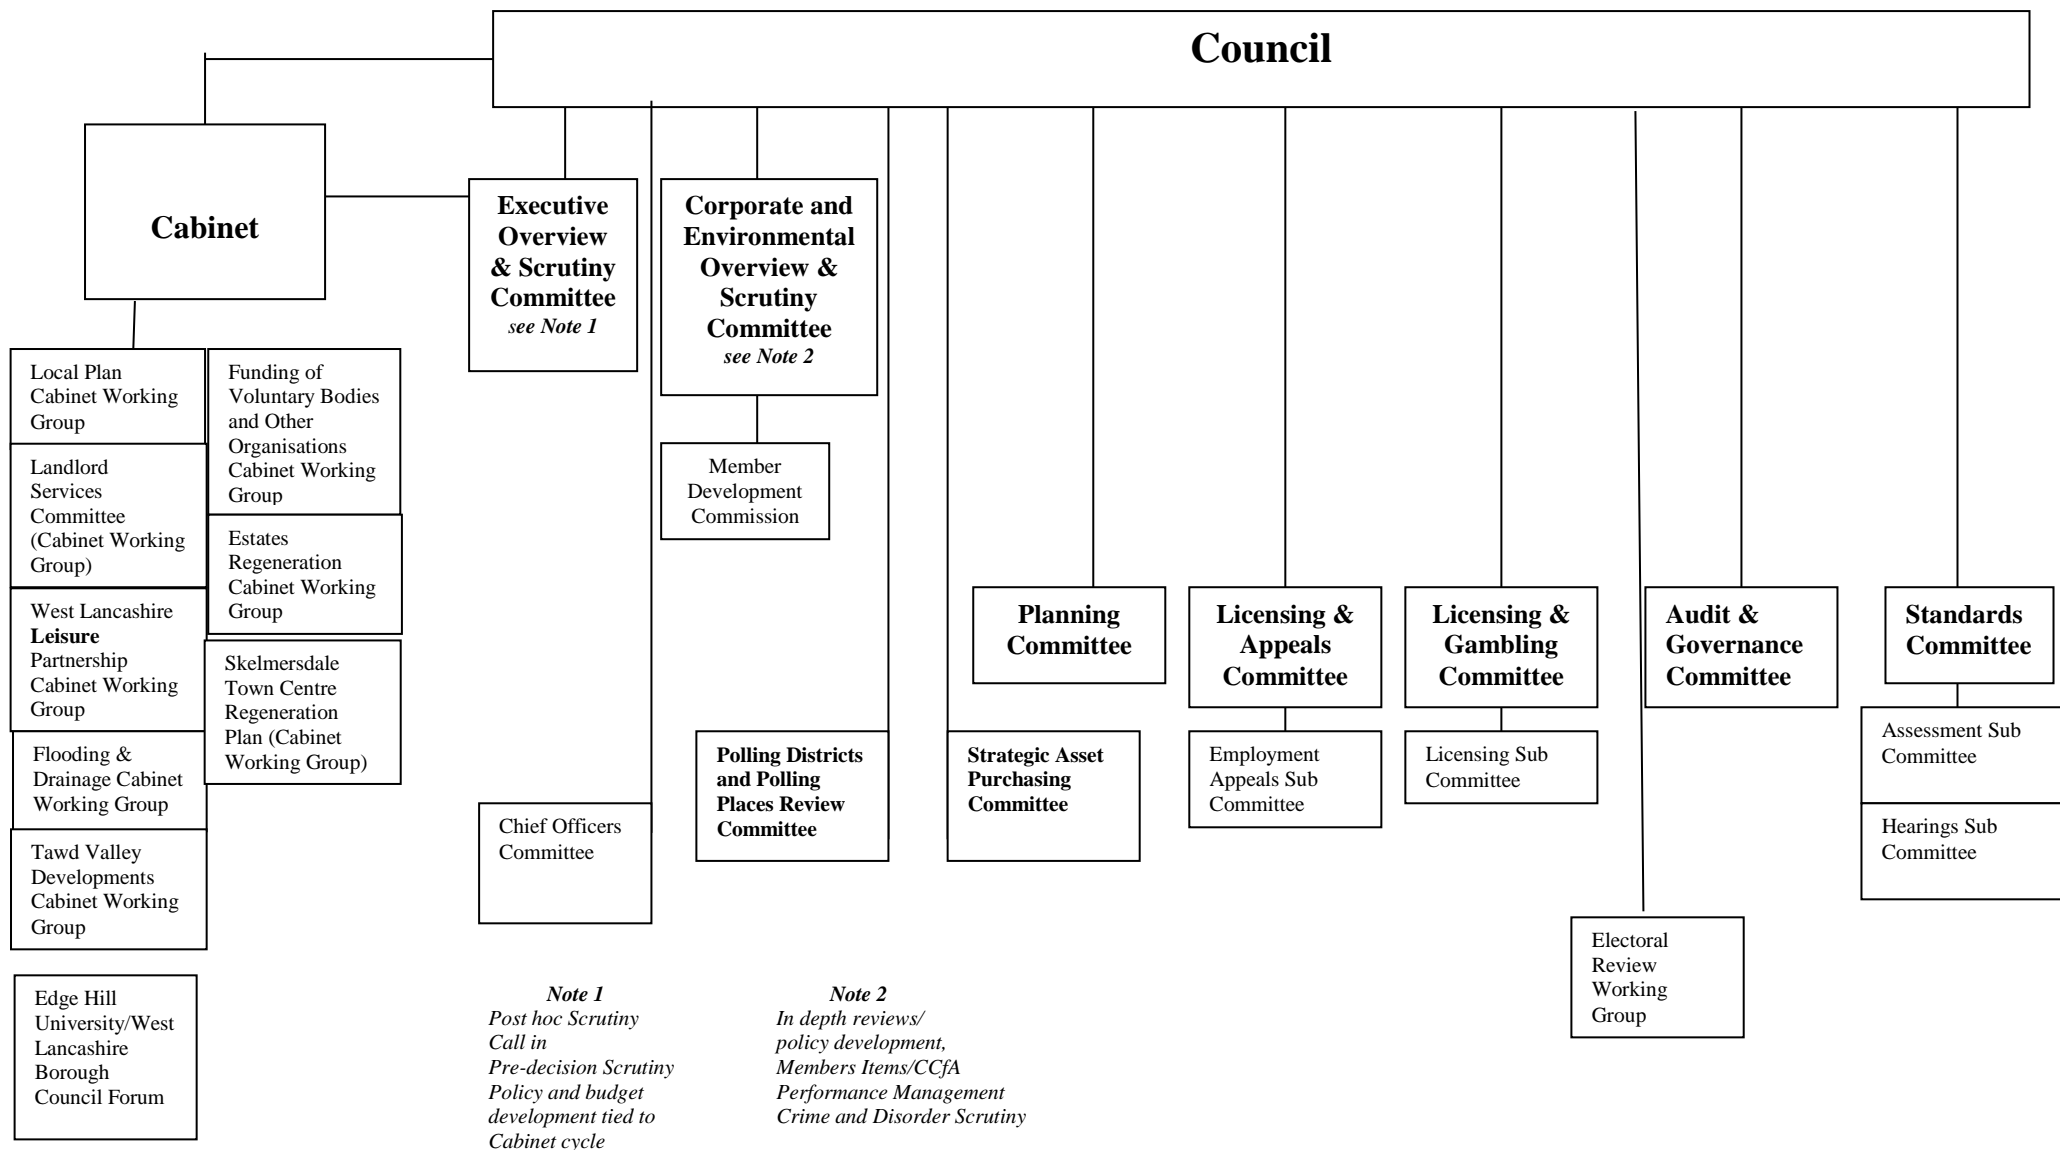 Council
Cabinet
Executive
Overview
& Scrutiny
Committee
see Note 1
Corporate and
Environmental
Overview &
Scrutiny
Committee
see Note 2
Local Plan
Cabinet Working
Group
Funding of
Voluntary Bodies
and Other
Organisations
Cabinet Working
Group
Landlord
Services
Committee
(Cabinet Working
Group)
Estates
Regeneration
Cabinet Working
Group
West Lancashire
Leisure
Partnership
Cabinet Working
Group
Skelmersdale
Town Centre
Regeneration
Plan (Cabinet
Working Group)
Flooding &
Drainage Cabinet
Working Group
Tawd Valley
Developments
Cabinet Working
Group
Edge Hill
University/West
Lancashire
Borough
Council Forum
Member
Development
Commission
Planning
Committee
Licensing &
Appeals
Committee
Licensing &
Gambling
Committee
Audit &
Governance
Committee
Standards
Committee
Polling Districts
and Polling
Places Review
Committee
Strategic Asset
Purchasing
Committee
Employment
Appeals Sub
Committee
Licensing Sub
Committee
Assessment Sub
Committee
Hearings Sub
Committee
Chief Officers
Committee
Electoral
Review
Working
Group
Note 1
Post hoc Scrutiny
Call in
Pre-decision Scrutiny
Policy and budget
development tied to
Cabinet cycle
Note 2
In depth reviews/
policy development,
Members Items/CCfA
Performance Management
Crime and Disorder Scrutiny